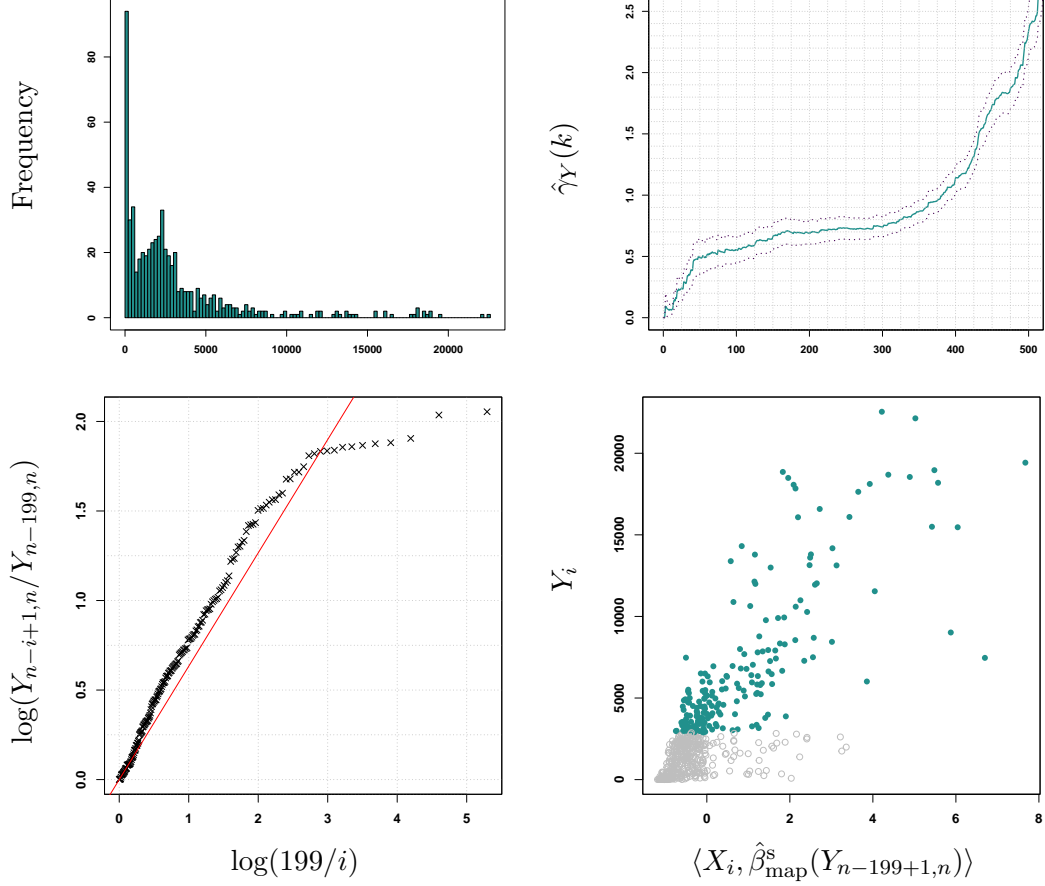 Frequency
0 20 40 60 80
0 5000 10000 15000 20000
γ̂_Y(k)
0.0 0.5 1.0 1.5 2.0 2.5
0 100 200 300 400 500
log(Y_{n−i+1,n}/Y_{n−199,n})
0.0 0.5 1.0 1.5 2.0
0 1 2 3 4 5
log(199/i)
Y_i
0 5000 10000 15000 20000
0 2 4 6 8
⟨X_i, β̂^s_map(Y_{n−199+1,n})⟩